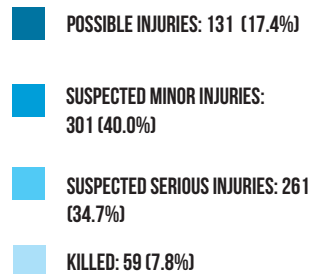 POSSIBLE INJURIES: 131 (17.4%)
SUSPECTED MINOR INJURIES:
301 (40.0%)
SUSPECTED SERIOUS INJURIES: 261
(34.7%)
KILLED: 59 (7.8%)